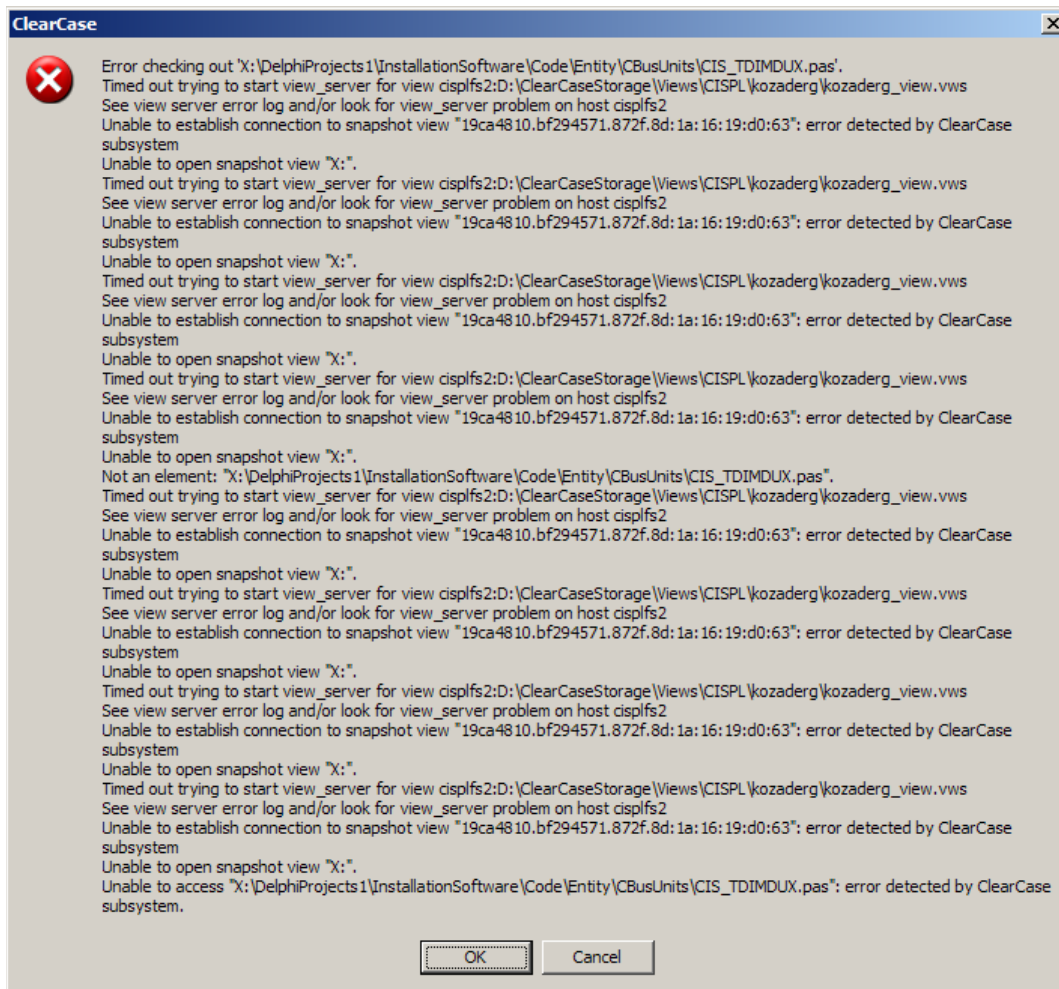 ClearCase
Error checking out 'X:\DelphiProjects1\InstallationSoftware\Code\Entity\CBusUnits\CIS_TDIMDUX.pas'.
Timed out trying to start view_server for view cisplfs2:D:\ClearCaseStorage\Views\CISPL\kozaderg\kozaderg_view.vws
See view server error log and/or look for view_server problem on host cisplfs2
Unable to establish connection to snapshot view "19ca4810.bf294571.872f.8d:1a:16:19:d0:63": error detected by ClearCase
subsystem
Unable to open snapshot view "X:".
Timed out trying to start view_server for view cisplfs2:D:\ClearCaseStorage\Views\CISPL\kozaderg\kozaderg_view.vws
See view server error log and/or look for view_server problem on host cisplfs2
Unable to establish connection to snapshot view "19ca4810.bf294571.872f.8d:1a:16:19:d0:63": error detected by ClearCase
subsystem
Unable to open snapshot view "X:".
Timed out trying to start view_server for view cisplfs2:D:\ClearCaseStorage\Views\CISPL\kozaderg\kozaderg_view.vws
See view server error log and/or look for view_server problem on host cisplfs2
Unable to establish connection to snapshot view "19ca4810.bf294571.872f.8d:1a:16:19:d0:63": error detected by ClearCase
subsystem
Unable to open snapshot view "X:".
Timed out trying to start view_server for view cisplfs2:D:\ClearCaseStorage\Views\CISPL\kozaderg\kozaderg_view.vws
See view server error log and/or look for view_server problem on host cisplfs2
Unable to establish connection to snapshot view "19ca4810.bf294571.872f.8d:1a:16:19:d0:63": error detected by ClearCase
subsystem
Unable to open snapshot view "X:".
Not an element: "X:\DelphiProjects1\InstallationSoftware\Code\Entity\CBusUnits\CIS_TDIMDUX.pas".
Timed out trying to start view_server for view cisplfs2:D:\ClearCaseStorage\Views\CISPL\kozaderg\kozaderg_view.vws
See view server error log and/or look for view_server problem on host cisplfs2
Unable to establish connection to snapshot view "19ca4810.bf294571.872f.8d:1a:16:19:d0:63": error detected by ClearCase
subsystem
Unable to open snapshot view "X:".
Timed out trying to start view_server for view cisplfs2:D:\ClearCaseStorage\Views\CISPL\kozaderg\kozaderg_view.vws
See view server error log and/or look for view_server problem on host cisplfs2
Unable to establish connection to snapshot view "19ca4810.bf294571.872f.8d:1a:16:19:d0:63": error detected by ClearCase
subsystem
Unable to open snapshot view "X:".
Timed out trying to start view_server for view cisplfs2:D:\ClearCaseStorage\Views\CISPL\kozaderg\kozaderg_view.vws
See view server error log and/or look for view_server problem on host cisplfs2
Unable to establish connection to snapshot view "19ca4810.bf294571.872f.8d:1a:16:19:d0:63": error detected by ClearCase
subsystem
Unable to open snapshot view "X:".
Timed out trying to start view_server for view cisplfs2:D:\ClearCaseStorage\Views\CISPL\kozaderg\kozaderg_view.vws
See view server error log and/or look for view_server problem on host cisplfs2
Unable to establish connection to snapshot view "19ca4810.bf294571.872f.8d:1a:16:19:d0:63": error detected by ClearCase
subsystem
Unable to open snapshot view "X:".
Unable to access "X:\DelphiProjects1\InstallationSoftware\Code\Entity\CBusUnits\CIS_TDIMDUX.pas": error detected by ClearCase
subsystem.
OK Cancel